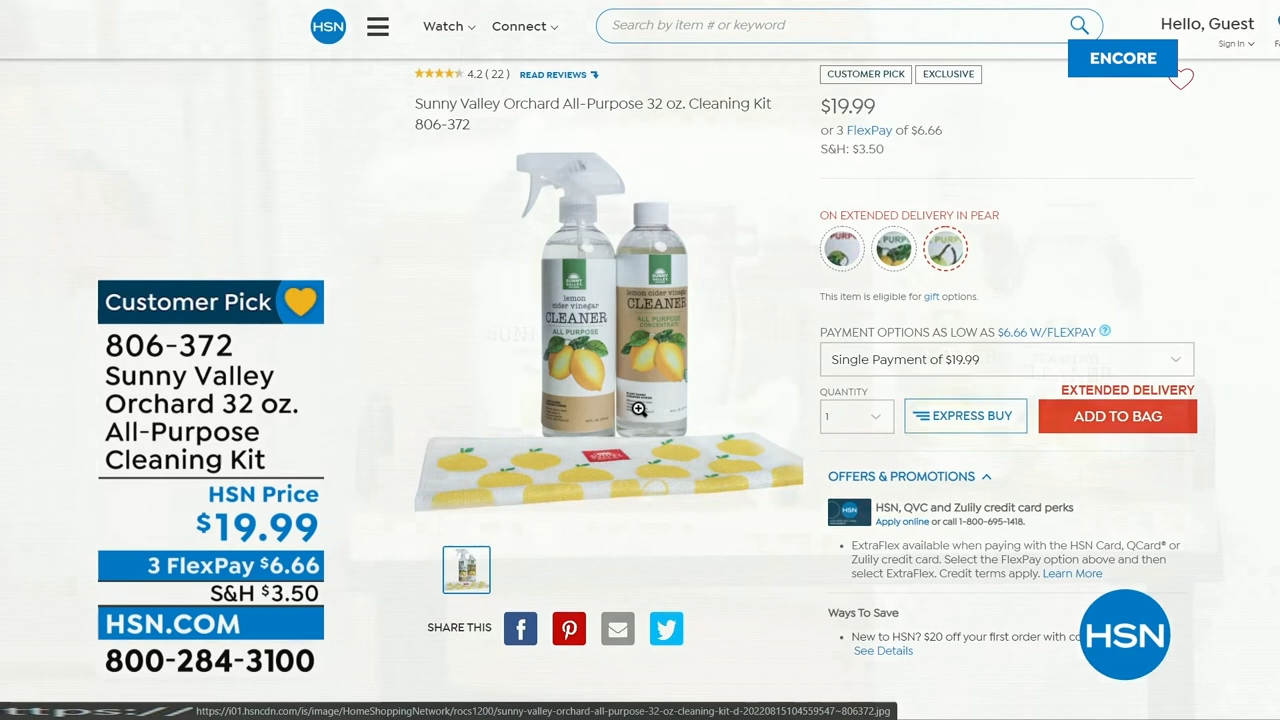 HSN
Watch
Connect
Search by item # or keyword
Hello, Guest
Sign In
ENCORE
4.2 ( 22 ) READ REVIEWS
Sunny Valley Orchard All-Purpose 32 oz. Cleaning Kit
806-372
CUSTOMER PICK
EXCLUSIVE
$19.99
or 3 FlexPay of $6.66
S&H: $3.50
ON EXTENDED DELIVERY IN PEAR
PURP
PURP
PURP
This item is eligible for gift options.
PAYMENT OPTIONS AS LOW AS $6.66 W/FLEXPAY ?
Single Payment of $19.99
QUANTITY
EXTENDED DELIVERY
1
EXPRESS BUY
ADD TO BAG
OFFERS & PROMOTIONS
HSN
HSN, QVC and Zulily credit card perks
Apply online or call 1-800-695-1418.
• ExtraFlex available when paying with the HSN Card, QCard® or
Zulily credit card. Select the FlexPay option above and then
select ExtraFlex. Credit terms apply. Learn More
Ways To Save
• New to HSN? $20 off your first order with
See Details
HSN
SUNNY
VALLEY
lemon
cider vinegar
CLEANER
ALL PURPOSE
SUNNY
VALLEY
lemon cider vinegar
CLEANER
ALL PURPOSE
CONCENTRATE
SHARE THIS
Customer Pick
806-372
Sunny Valley
Orchard 32 oz.
All-Purpose
Cleaning Kit
HSN Price
$19.99
3 FlexPay $6.66
S&H $3.50
HSN.COM
800-284-3100
https://i01.hsncdn.com/is/image/HomeShoppingNetwork/rocs1200/sunny-valley-orchard-all-purpose-32-oz-cleaning-kit-d-20220815104559547~806372.jpg